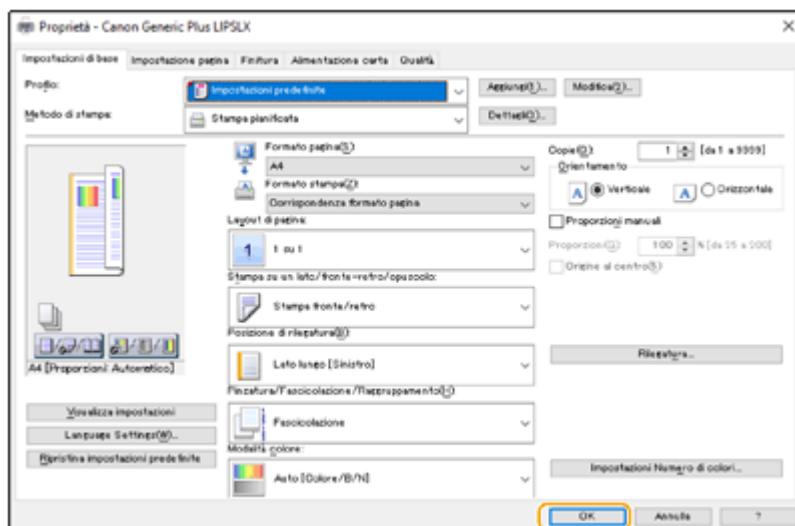 Proprietà - Canon Generic Plus LIPSLX
Impostazioni di base Impostazione pagina Finitura Alimentazione carta Qualità
Profilo: Impostazioni predefinite Aggiungi(1)... Modifica(2)...
Metodo di stampa: Stampa pianificata Dettagli(3)...
Formato pagina(S): Copie(O): 1 [da 1 a 9999]
A4 Orientamento
Formato stampa(Z): A Verticale A Orizzontale
Corrispondenza formato pagina
Layout di pagina: Proporzioni manuali
1 1 su 1 Proporzioni(G): 100 % [da 25 a 200]
Origine al centro(5)
Stampa su un lato/fronte-retro/opuscolo:
Stampa fronte/retro
Posizione di rilegatura(B):
Lato lungo [Sinistro] Rilegatura...
A4 [Proporzioni: Automatico]
Pinzatura/Fascicolazione/Raggruppamento(-)
Visualizza impostazioni Fascicolazione
Language Settings(W)...
Modalità colore:
Ripristina impostazioni predefinite Auto [Colore/B/N] Impostazioni Numero di colori...
OK Annulla ?